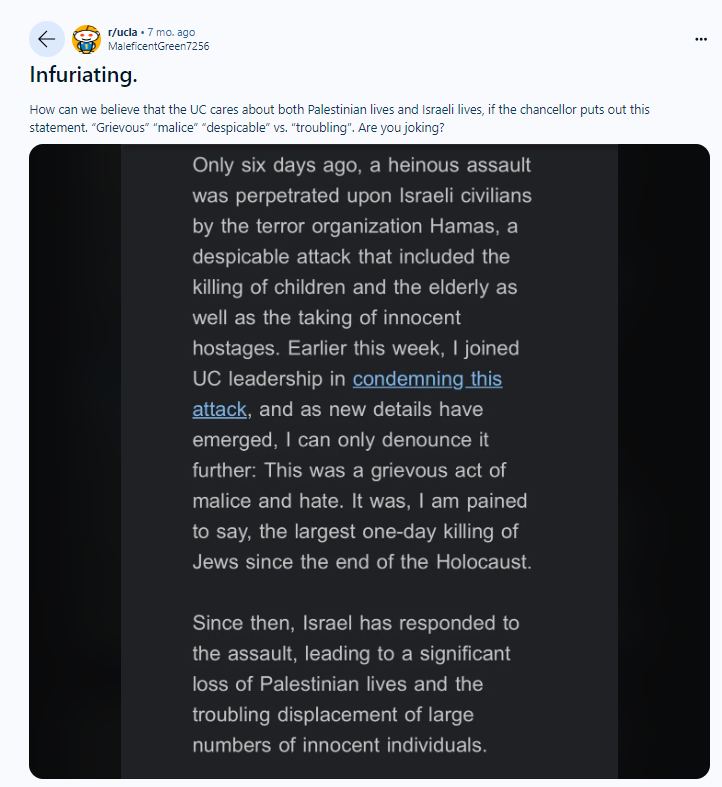 r/ucla • 7 mo. ago
MaleficentGreen7256
Infuriating.
How can we believe that the UC cares about both Palestinian lives and Israeli lives, if the chancellor puts out this
statement. “Grievous” “malice” “despicable” vs. “troubling”. Are you joking?
Only six days ago, a heinous assault
was perpetrated upon Israeli civilians
by the terror organization Hamas, a
despicable attack that included the
killing of children and the elderly as
well as the taking of innocent
hostages. Earlier this week, I joined
UC leadership in condemning this
attack, and as new details have
emerged, I can only denounce it
further: This was a grievous act of
malice and hate. It was, I am pained
to say, the largest one-day killing of
Jews since the end of the Holocaust.
Since then, Israel has responded to
the assault, leading to a significant
loss of Palestinian lives and the
troubling displacement of large
numbers of innocent individuals.